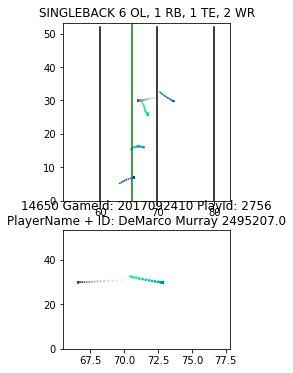 SINGLEBACK 6 OL, 1 RB, 1 TE, 2 WR
50
40
30
20
10
0
60 70 80
14650 GameId: 2017092410 PlayId: 2756
PlayerName + ID: DeMarco Murray 2495207.0
40
20
0
67.5 70.0 72.5 75.0 77.5